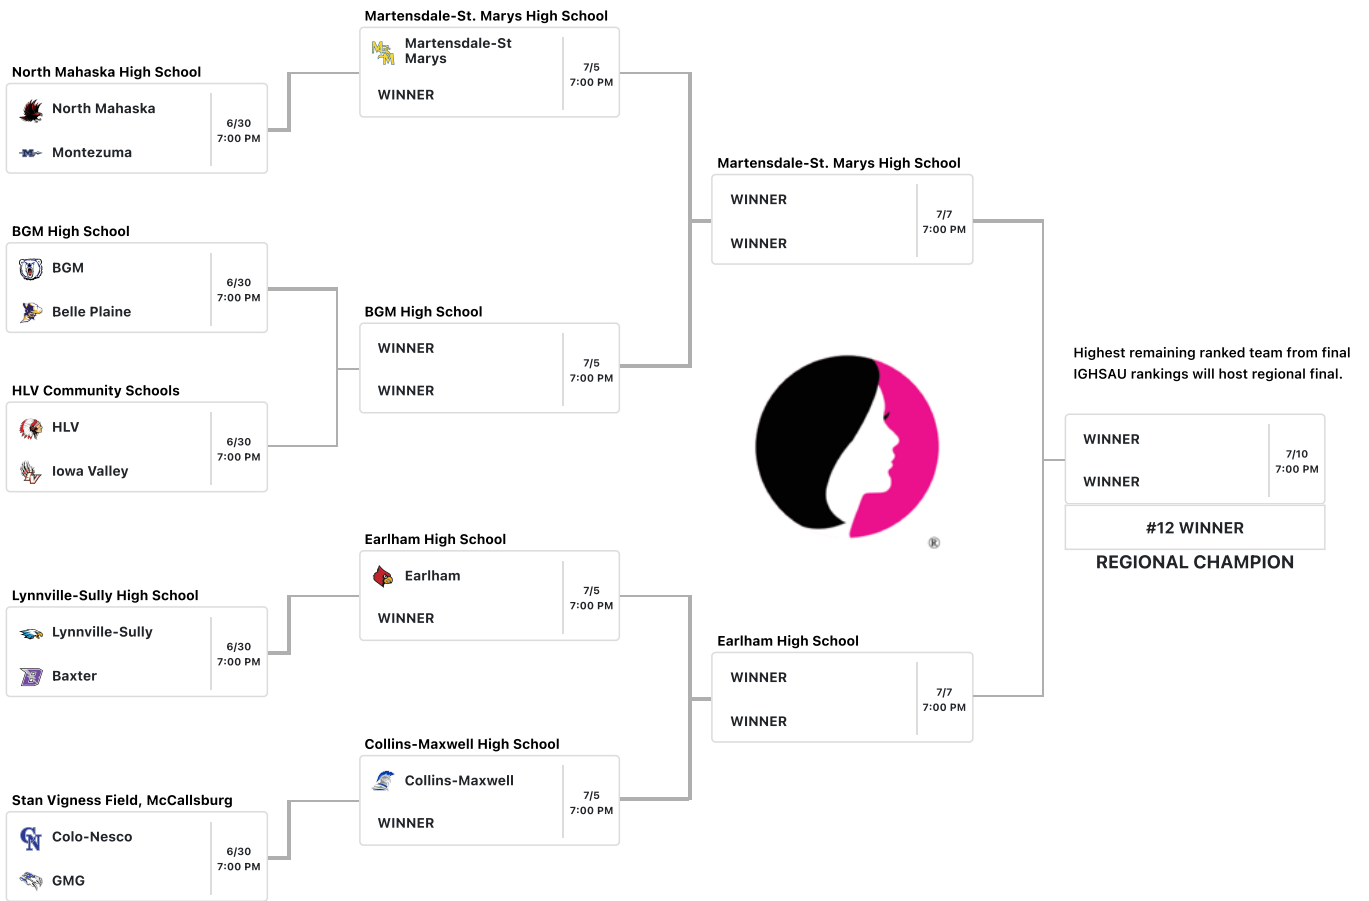 North Mahaska High School
North Mahaska
Montezuma
6/30
7:00 PM
BGM High School
BGM
Belle Plaine
6/30
7:00 PM
HLV Community Schools
HLV
Iowa Valley
6/30
7:00 PM
Lynnville-Sully High School
Lynnville-Sully
Baxter
6/30
7:00 PM
Stan Vigness Field, McCallsburg
Colo-Nesco
GMG
6/30
7:00 PM
Martensdale-St. Marys High School
Martensdale-St
Marys
WINNER
7/5
7:00 PM
BGM High School
WINNER
WINNER
7/5
7:00 PM
Earlham High School
Earlham
WINNER
7/5
7:00 PM
Collins-Maxwell High School
Collins-Maxwell
WINNER
7/5
7:00 PM
Martensdale-St. Marys High School
WINNER
WINNER
7/7
7:00 PM
®
Earlham High School
WINNER
WINNER
7/7
7:00 PM
Highest remaining ranked team from final
IGHSAU rankings will host regional final.
WINNER
WINNER
7/10
7:00 PM
#12 WINNER
REGIONAL CHAMPION